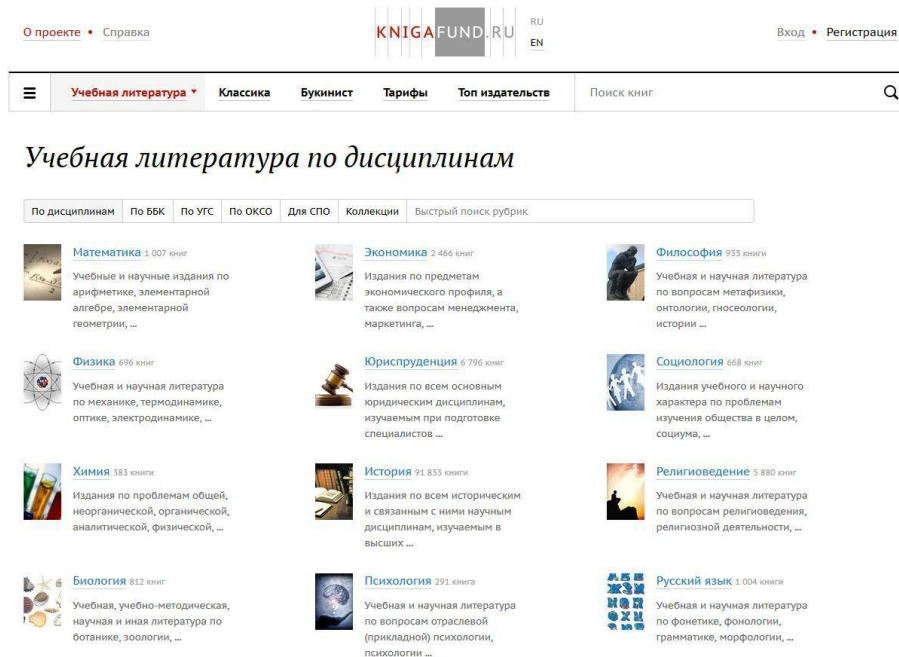 О проекте • Справка
KNIGAFUND.RU
RU
EN
Вход • Регистрация
Учебная литература
Классика
Букинист
Тарифы
Топ издательств
Поиск книг
Учебная литература по дисциплинам
По дисциплинам
По ББК
По УГС
По ОКСО
Для СПО
Коллекции
Быстрый поиск рубрик
Математика 1 007 книг
Учебные и научные издания по
арифметике, элементарной
алгебре, элементарной
геометрии, ...
Экономика 2 466 книг
Издания по предметам
экономического профиля, а
также вопросам менеджмента,
маркетинга, ...
Философия 933 книги
Учебная и научная литература
по вопросам метафизики,
онтологии, гносеологии,
истории ...
Физика 696 книг
Учебная и научная литература
по механике, термодинамике,
оптике, электродинамике, ...
Юриспруденция 6 796 книг
Издания по всем основным
юридическим дисциплинам,
изучаемым при подготовке
специалистов ...
Социология 668 книг
Издания учебного и научного
характера по проблемам
изучения общества в целом,
социума, ...
Химия 383 книги
Издания по проблемам общей,
неорганической, органической,
аналитической, физической, ...
История 91 833 книги
Издания по всем историческим
и связанным с ними научным
дисциплинам, изучаемым в
высших ...
Религиоведение 5 880 книг
Учебная и научная литература
по вопросам религиоведения,
религиозной деятельности, ...
Биология 812 книг
Учебная, учебно-методическая,
научная и иная литература по
ботанике, зоологии, ...
Психология 291 книга
Учебная и научная литература
по вопросам отраслевой
(прикладной) психологии,
психологии ...
Русский язык 1 004 книги
Учебная и научная литература
по фонетике, фонологии,
грамматике, морфологии, ...